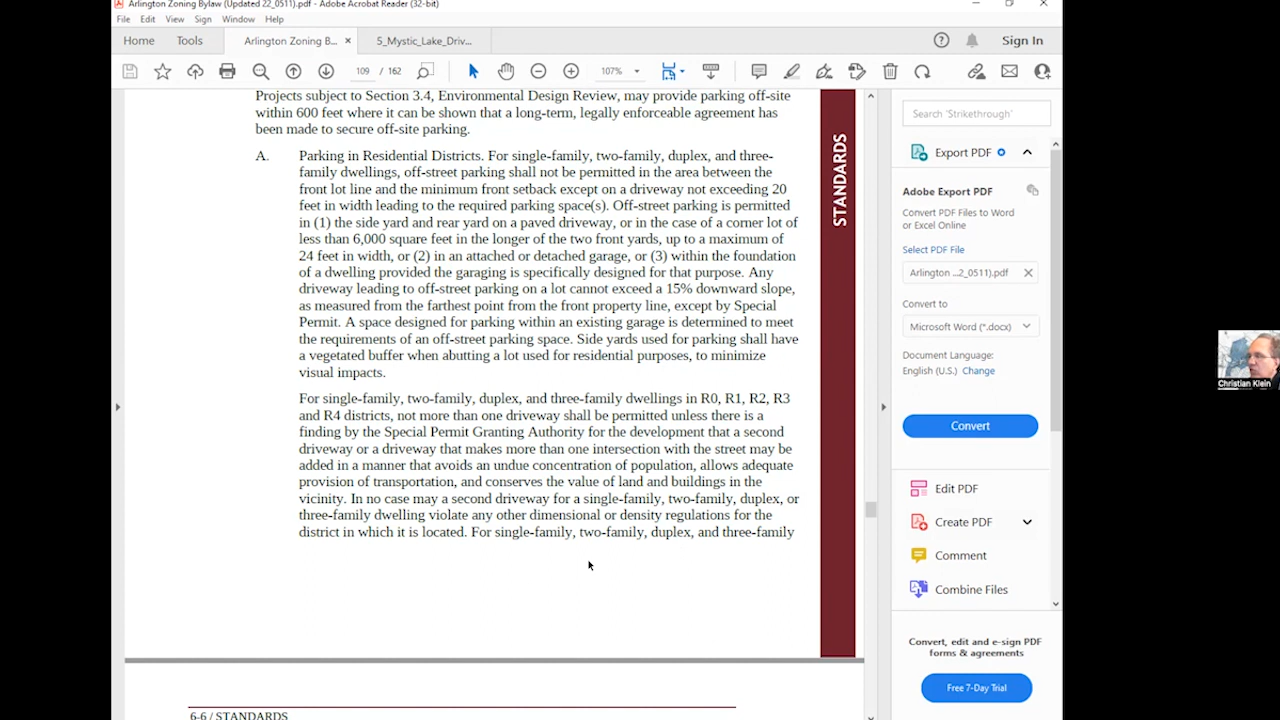 Arlington Zoning Bylaw (Updated 22_0511).pdf - Adobe Acrobat Reader (32-bit)
File Edit View Sign Window Help
Home Tools Arlington Zoning B... × 5_Mystic_Lake_Driv... Sign In
109 / 162 107%
Projects subject to Section 3.4, Environmental Design Review, may provide parking off-site
within 600 feet where it can be shown that a long-term, legally enforceable agreement has
been made to secure off-site parking.
A. Parking in Residential Districts. For single-family, two-family, duplex, and three-
family dwellings, off-street parking shall not be permitted in the area between the
front lot line and the minimum front setback except on a driveway not exceeding 20
feet in width leading to the required parking space(s). Off-street parking is permitted
in (1) the side yard and rear yard on a paved driveway, or in the case of a corner lot of
less than 6,000 square feet in the longer of the two front yards, up to a maximum of
24 feet in width, or (2) in an attached or detached garage, or (3) within the foundation
of a dwelling provided the garaging is specifically designed for that purpose. Any
driveway leading to off-street parking on a lot cannot exceed a 15% downward slope,
as measured from the farthest point from the front property line, except by Special
Permit. A space designed for parking within an existing garage is determined to meet
the requirements of an off-street parking space. Side yards used for parking shall have
a vegetated buffer when abutting a lot used for residential purposes, to minimize
visual impacts.
For single-family, two-family, duplex, and three-family dwellings in R0, R1, R2, R3
and R4 districts, not more than one driveway shall be permitted unless there is a
finding by the Special Permit Granting Authority for the development that a second
driveway or a driveway that makes more than one intersection with the street may be
added in a manner that avoids an undue concentration of population, allows adequate
provision of transportation, and conserves the value of land and buildings in the
vicinity. In no case may a second driveway for a single-family, two-family, duplex, or
three-family dwelling violate any other dimensional or density regulations for the
district in which it is located. For single-family, two-family, duplex, and three-family
6-6 / STANDARDS
STANDARDS
Search 'Strikethrough'
Export PDF
Adobe Export PDF
Convert PDF Files to Word
or Excel Online
Select PDF File
Arlington ...2_0511).pdf ×
Convert to
Microsoft Word (*.docx)
Document Language:
English (U.S.) Change
Convert
Edit PDF
Create PDF
Comment
Combine Files
Convert, edit and e-sign PDF
forms & agreements
Free 7-Day Trial
Christian Klein